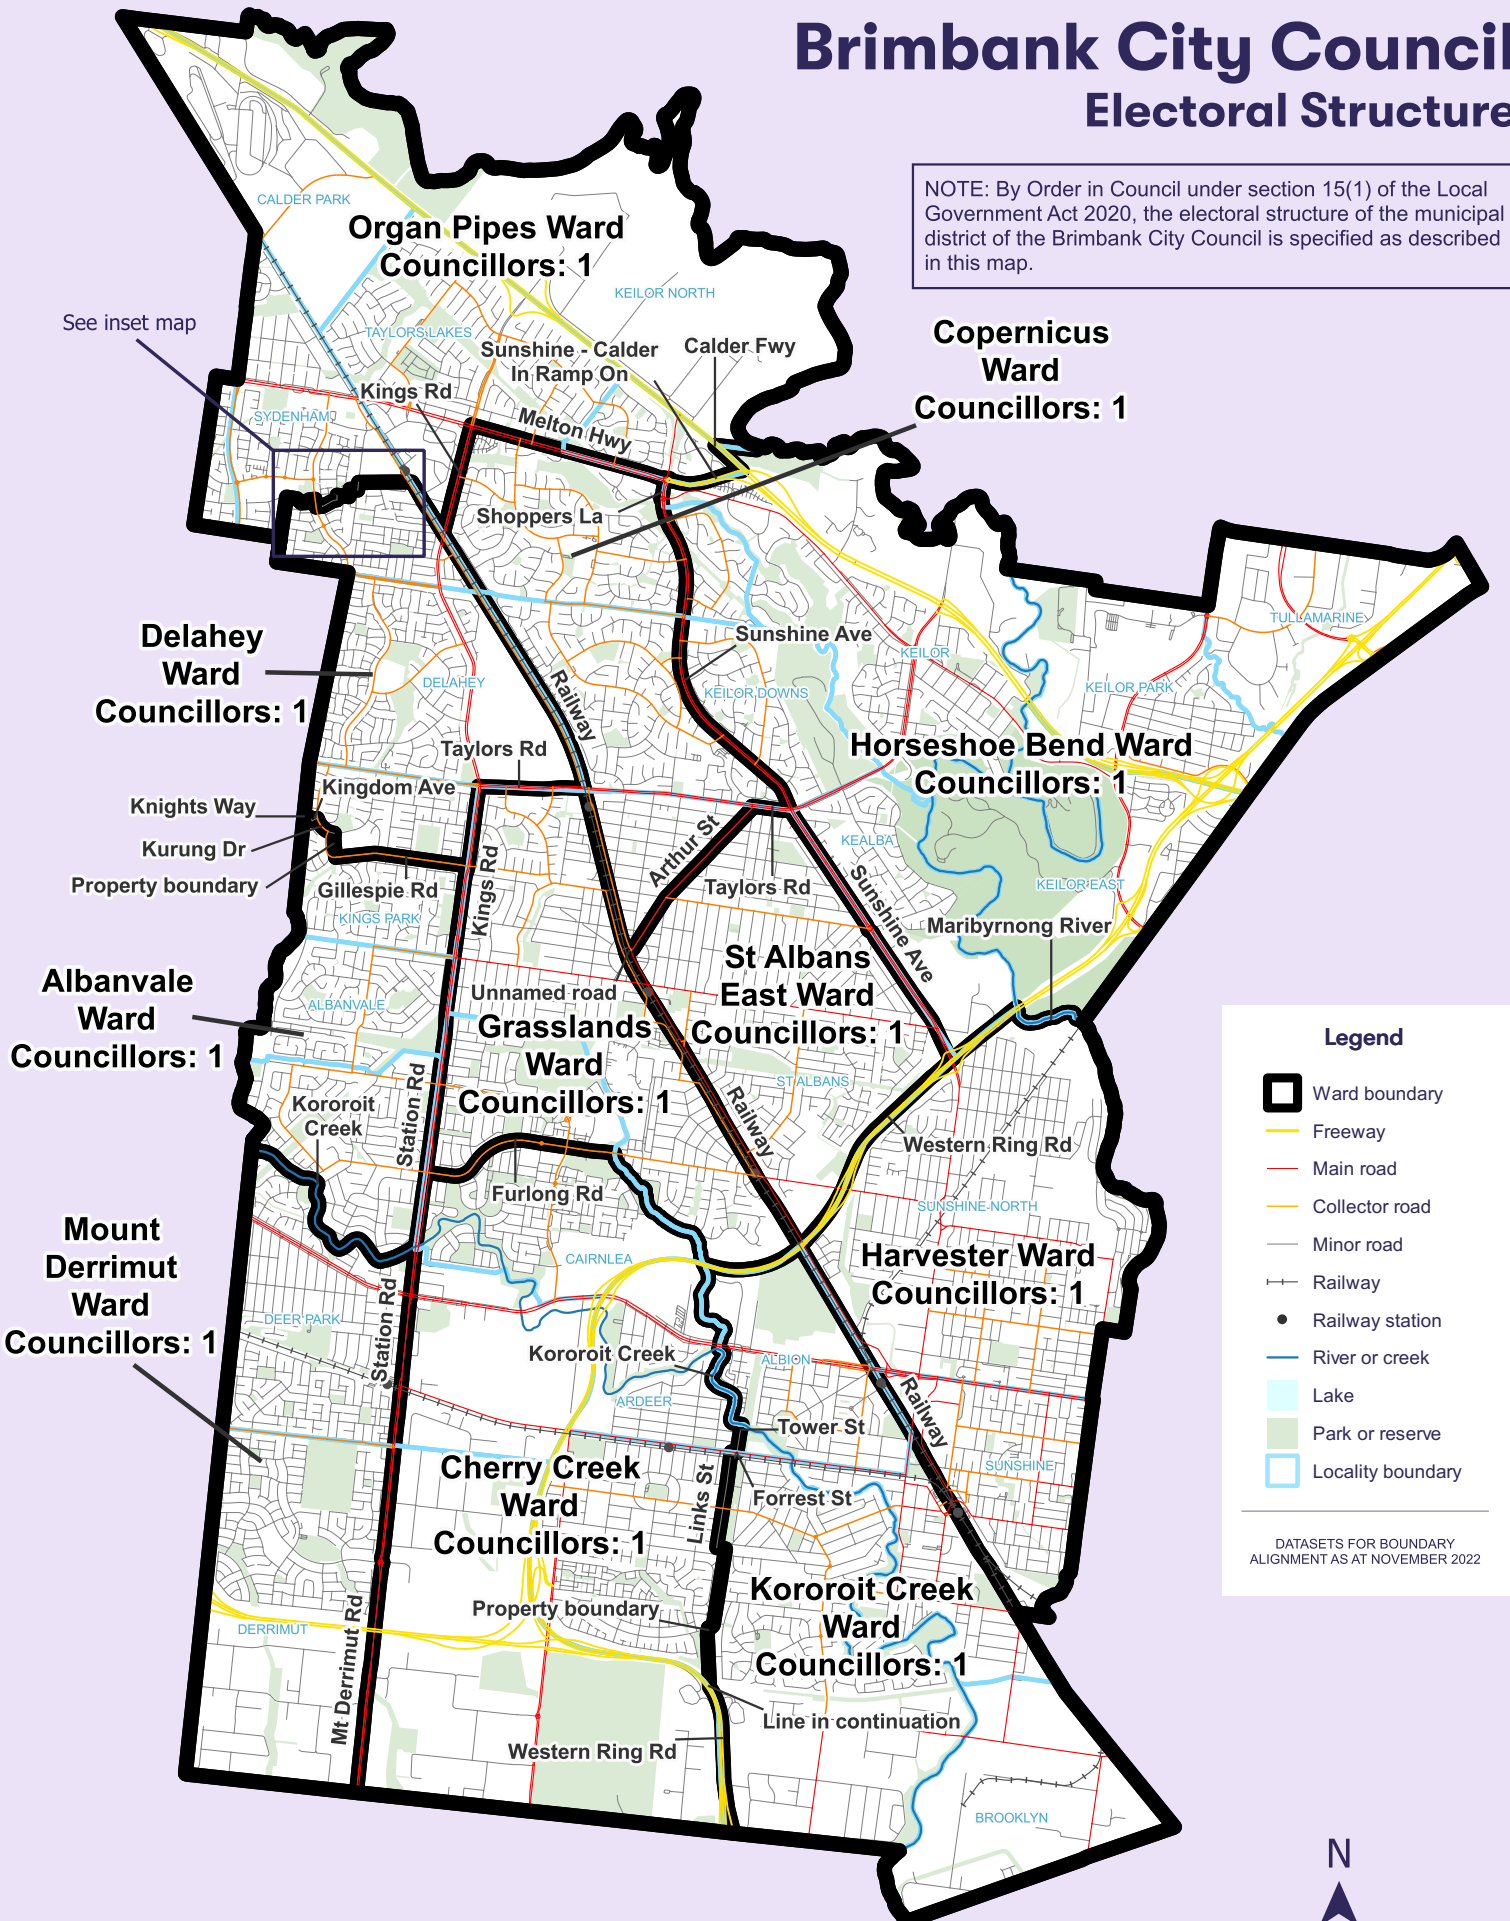 Brimbank City Council
Electoral Structure
NOTE: By Order in Council under section 15(1) of the Local
Government Act 2020, the electoral structure of the municipal
district of the Brimbank City Council is specified as described
in this map.
CALDER PARK
Organ Pipes Ward
Councillors: 1
KEILOR NORTH
See inset map
TAYLORS LAKES
Sunshine - Calder
In Ramp On
Calder Fwy
Copernicus
Ward
Councillors: 1
Kings Rd
SYDENHAM
Melton Hwy
Shoppers La
TULLAMARINE
Delahey
Ward
Councillors: 1
Sunshine Ave
KEILOR
DELAHEY
KEILOR DOWNS
KEILOR PARK
Railway
Taylors Rd
Horseshoe Bend Ward
Councillors: 1
Kingdom Ave
Knights Way
Kurung Dr
Property boundary
Gillespie Rd
KINGS PARK
Kings Rd
Arthur St
Taylors Rd
KEALBA
Sunshine Ave
KEILOR EAST
Maribyrnong River
St Albans
East Ward
Councillors: 1
Albanvale
Ward
Councillors: 1
ALBANVALE
Unnamed road
Grasslands
Ward
Councillors: 1
ST ALBANS
Kororoit
Creek
Station Rd
Railway
Western Ring Rd
Furlong Rd
SUNSHINE NORTH
Mount
Derrimut
Ward
Councillors: 1
CAIRNLEA
Harvester Ward
Councillors: 1
DEER PARK
Station Rd
Kororoit Creek
ALBION
ARDEER
Railway
Tower St
Cherry Creek
Ward
Councillors: 1
Links St
Forrest St
SUNSHINE
Kororoit Creek
Ward
Councillors: 1
Property boundary
DERRIMUT
Mt Derrimut Rd
Line in continuation
Western Ring Rd
BROOKLYN
Legend
Ward boundary
Freeway
Main road
Collector road
Minor road
Railway
Railway station
River or creek
Lake
Park or reserve
Locality boundary
DATASETS FOR BOUNDARY
ALIGNMENT AS AT NOVEMBER 2022
N